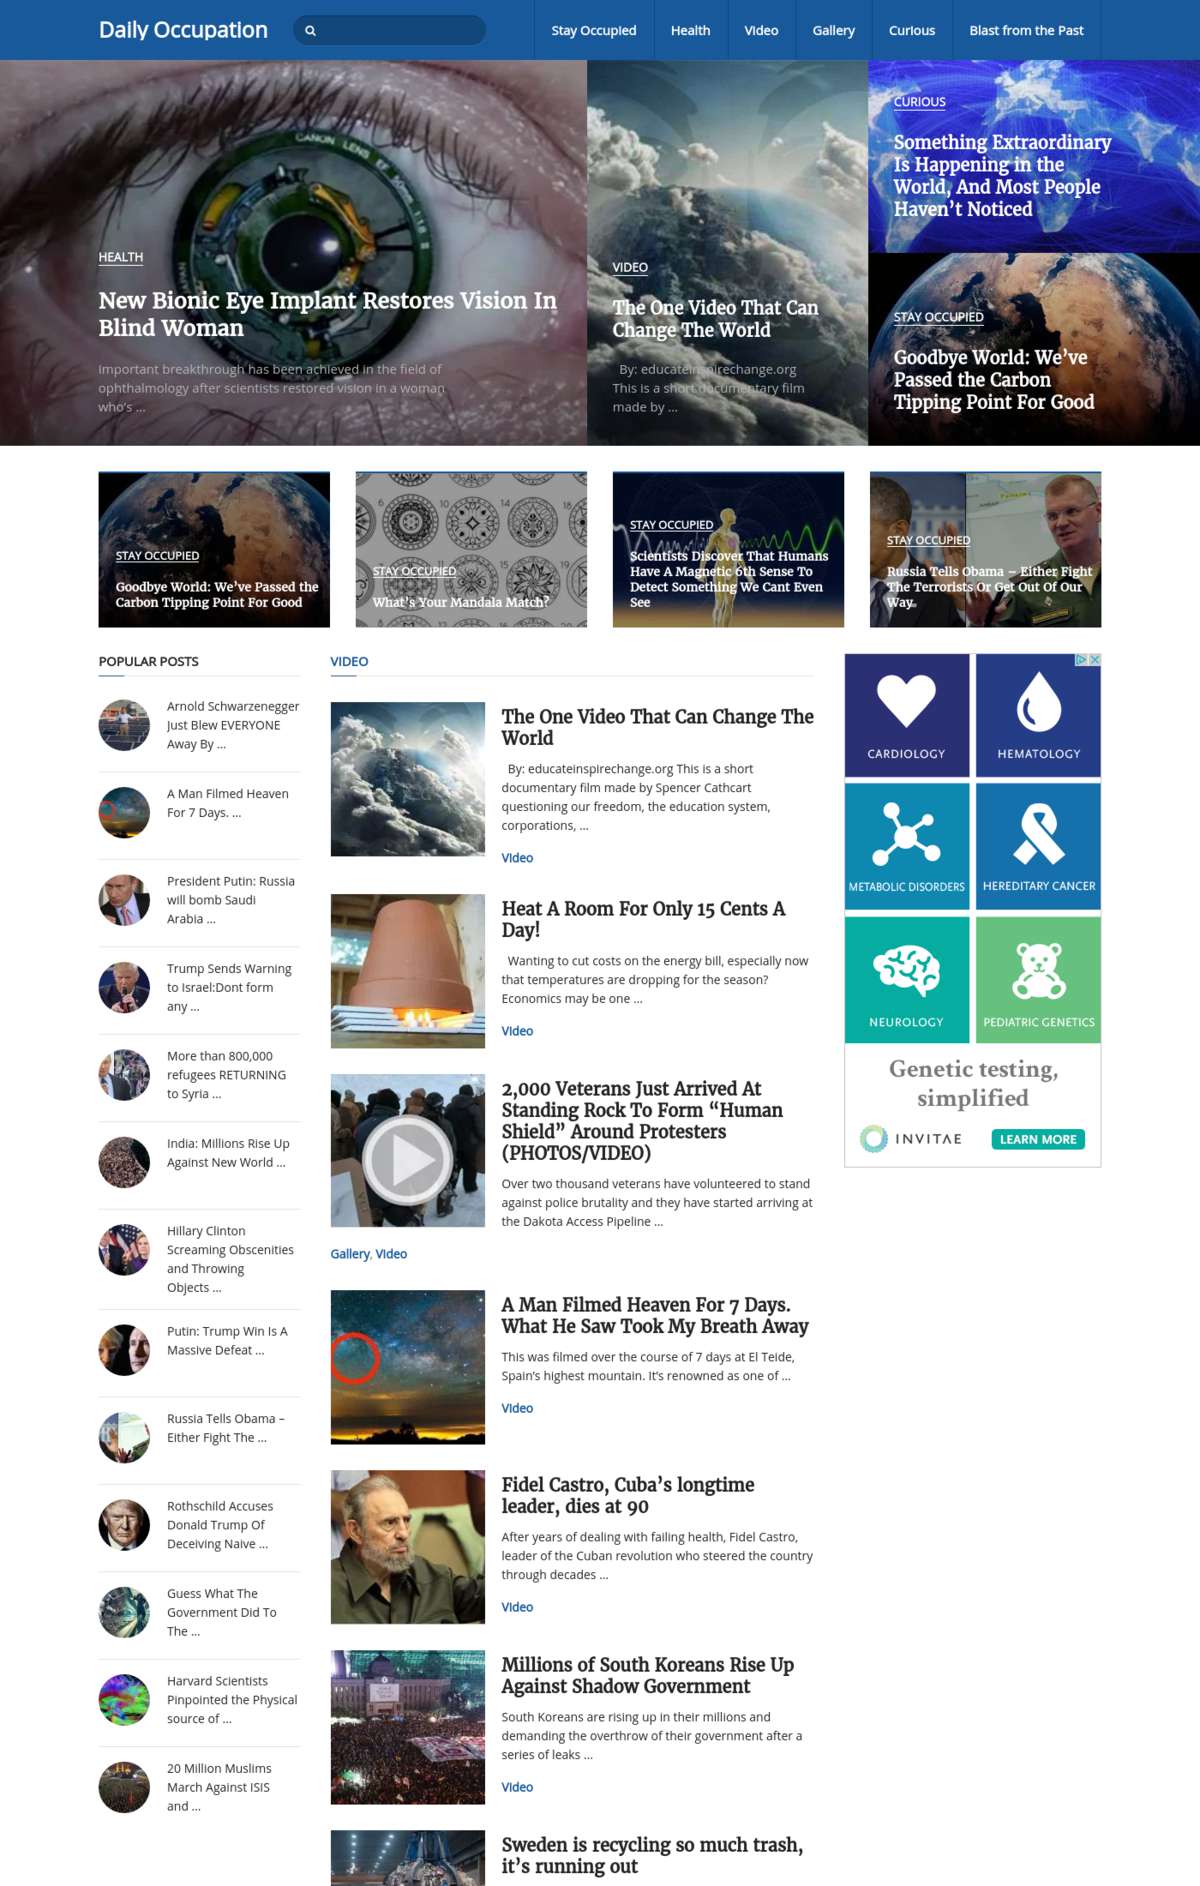 Daily Occupation
Stay Occupied
Health
Video
Gallery
Curious
Blast from the Past
CANON LENS EF
HEALTH
New Bionic Eye Implant Restores Vision In
Blind Woman
Important breakthrough has been achieved in the field of
ophthalmology after scientists restored vision in a woman
who's ...
VIDEO
The One Video That Can
Change The World
By: educateinspirechange.org
This is a short documentary film
made by ...
CURIOUS
Something Extraordinary
Is Happening in the
World, And Most People
Haven't Noticed
STAY OCCUPIED
Goodbye World: We've
Passed the Carbon
Tipping Point For Good
STAY OCCUPIED
Goodbye World: We've Passed the
Carbon Tipping Point For Good
STAY OCCUPIED
What's Your Mandala Match?
STAY OCCUPIED
Scientists Discover That Humans
Have A Magnetic 6th Sense To
Detect Something We Cant Even
See
STAY OCCUPIED
Russia Tells Obama – Either Fight
The Terrorists Or Get Out Of Our
Way.
POPULAR POSTS
Arnold Schwarzenegger
Just Blew EVERYONE
Away By ...
A Man Filmed Heaven
For 7 Days. ...
President Putin: Russia
will bomb Saudi
Arabia ...
Trump Sends Warning
to Israel:Dont form
any ...
More than 800,000
refugees RETURNING
to Syria ...
India: Millions Rise Up
Against New World ...
Hillary Clinton
Screaming Obscenities
and Throwing
Objects ...
Putin: Trump Win Is A
Massive Defeat ...
Russia Tells Obama –
Either Fight The ...
Rothschild Accuses
Donald Trump Of
Deceiving Naive ...
Guess What The
Government Did To
The ...
Harvard Scientists
Pinpointed the Physical
source of ...
20 Million Muslims
March Against ISIS
and ...
VIDEO
The One Video That Can Change The
World
By: educateinspirechange.org This is a short
documentary film made by Spencer Cathcart
questioning our freedom, the education system,
corporations, ...
Video
Heat A Room For Only 15 Cents A
Day!
Wanting to cut costs on the energy bill, especially now
that temperatures are dropping for the season?
Economics may be one ...
Video
2,000 Veterans Just Arrived At
Standing Rock To Form “Human
Shield” Around Protesters
(PHOTOS/VIDEO)
Over two thousand veterans have volunteered to stand
against police brutality and they have started arriving at
the Dakota Access Pipeline ...
Gallery, Video
A Man Filmed Heaven For 7 Days.
What He Saw Took My Breath Away
This was filmed over the course of 7 days at El Teide,
Spain's highest mountain. It's renowned as one of ...
Video
Fidel Castro, Cuba's longtime
leader, dies at 90
After years of dealing with failing health, Fidel Castro,
leader of the Cuban revolution who steered the country
through decades ...
Video
Millions of South Koreans Rise Up
Against Shadow Government
South Koreans are rising up in their millions and
demanding the overthrow of their government after a
series of leaks ...
Video
Sweden is recycling so much trash,
it's running out
CARDIOLOGY
HEMATOLOGY
METABOLIC DISORDERS
HEREDITARY CANCER
NEUROLOGY
PEDIATRIC GENETICS
Genetic testing,
simplified
INVITAE
LEARN MORE